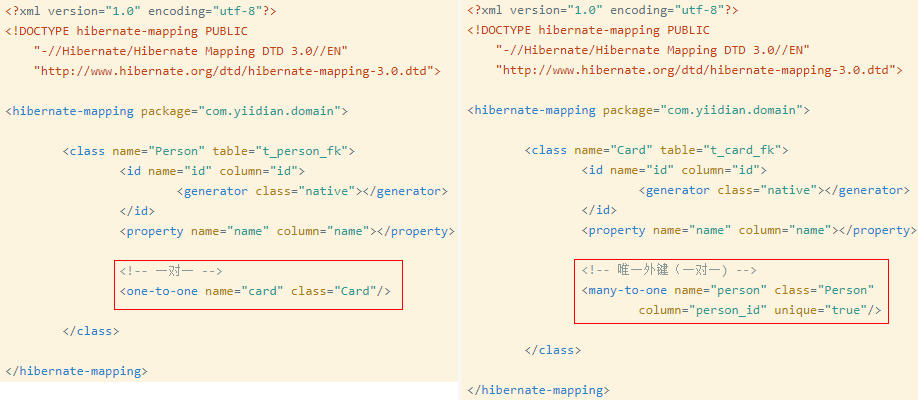 <?xml version="1.0" encoding="utf-8"?>
<!DOCTYPE hibernate-mapping PUBLIC
"-//Hibernate/Hibernate Mapping DTD 3.0//EN"
"http://www.hibernate.org/dtd/hibernate-mapping-3.0.dtd">
<hibernate-mapping package="com.yiidian.domain">
<class name="Person" table="t_person_fk">
<id name="id" column="id">
<generator class="native"></generator>
</id>
<property name="name" column="name"></property>
<!-- 一对一 -->
<one-to-one name="card" class="Card"/>
</class>
</hibernate-mapping>
<?xml version="1.0" encoding="utf-8"?>
<!DOCTYPE hibernate-mapping PUBLIC
"-//Hibernate/Hibernate Mapping DTD 3.0//EN"
"http://www.hibernate.org/dtd/hibernate-mapping-3.0.dtd">
<hibernate-mapping package="com.yiidian.domain">
<class name="Card" table="t_card_fk">
<id name="id" column="id">
<generator class="native"></generator>
</id>
<property name="name" column="name"></property>
<!-- 唯一外键（一对一) -->
<many-to-one name="person" class="Person"
column="person_id" unique="true"/>
</class>
</hibernate-mapping>